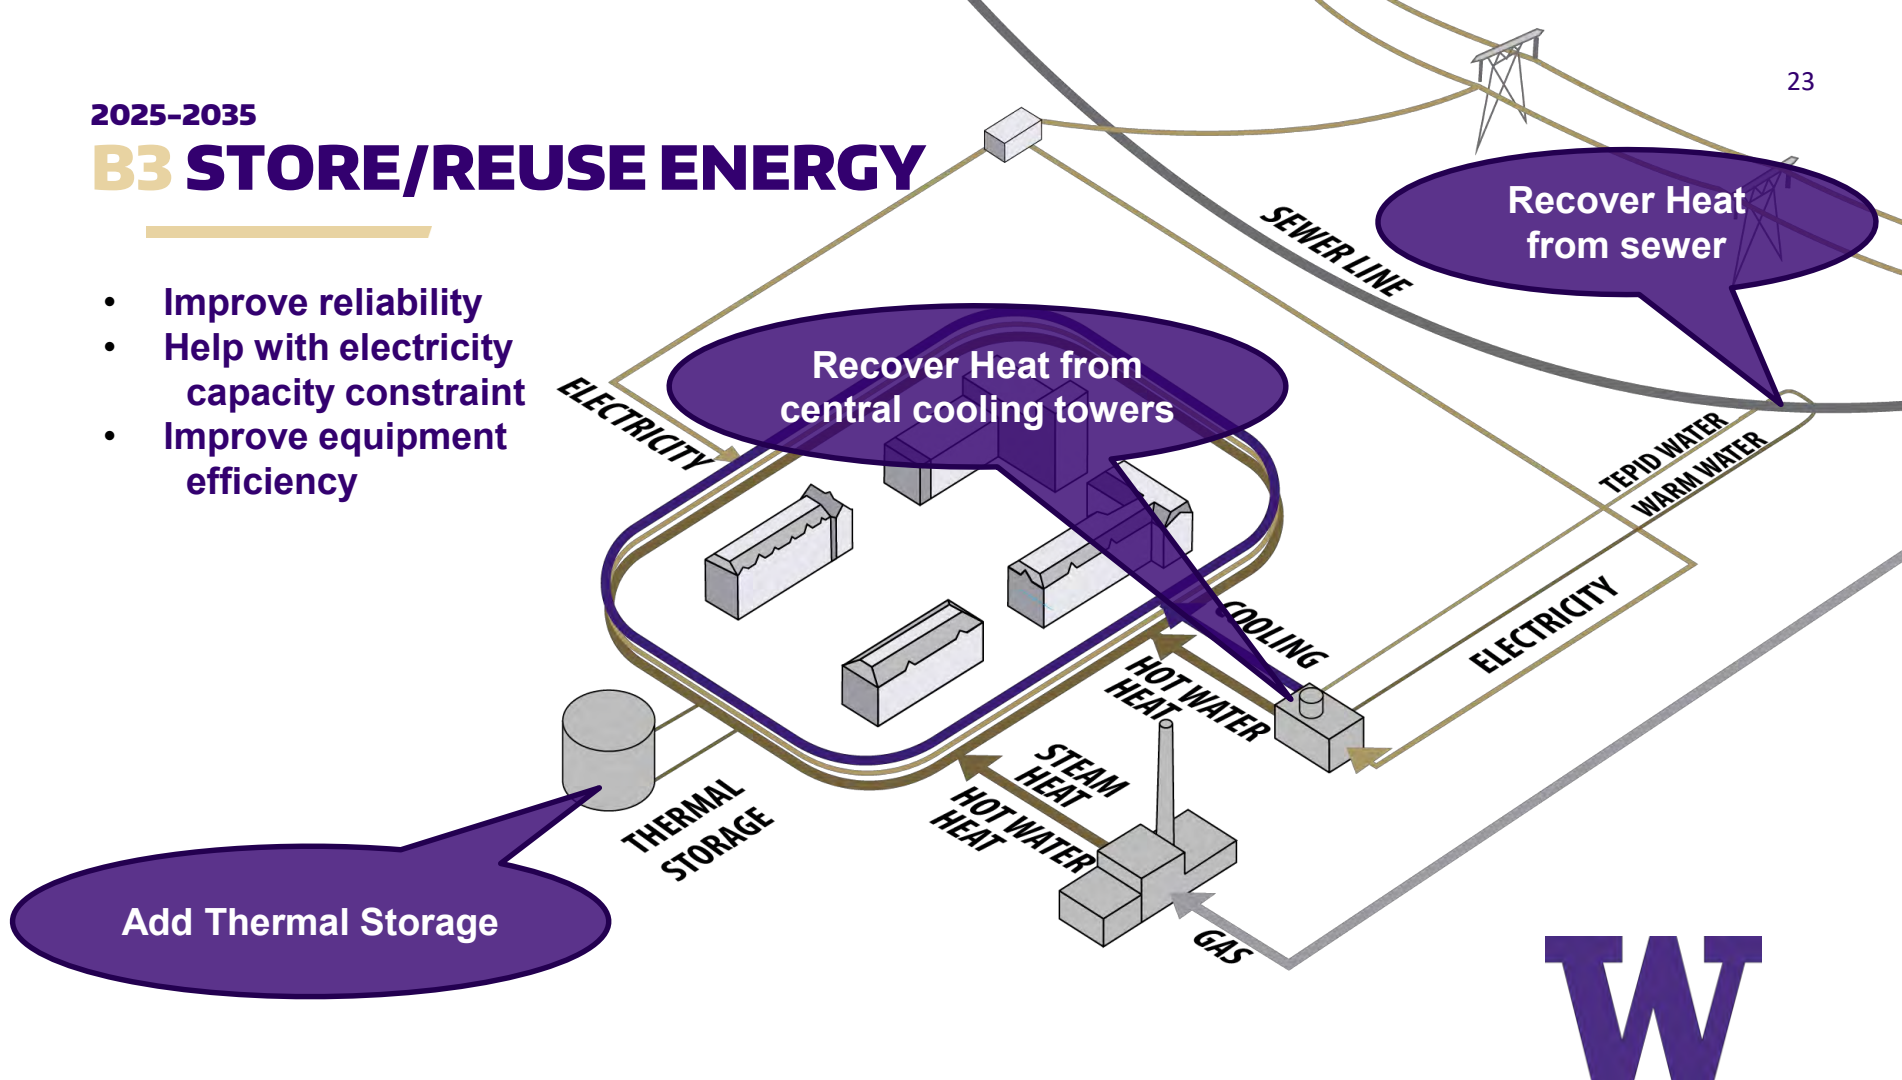 23
2025–2035
B3 STORE/REUSE ENERGY
• Improve reliability
• Help with electricity
capacity constraint
• Improve equipment
efficiency
Recover Heat
from sewer
SEWER LINE
Recover Heat from
central cooling towers
ELECTRICITY
TEPID WATER
WARM WATER
ELECTRICITY
COOLING
HOT WATER
HEAT
STEAM
HEAT
HOT WATER
HEAT
THERMAL
STORAGE
Add Thermal Storage
GAS
W